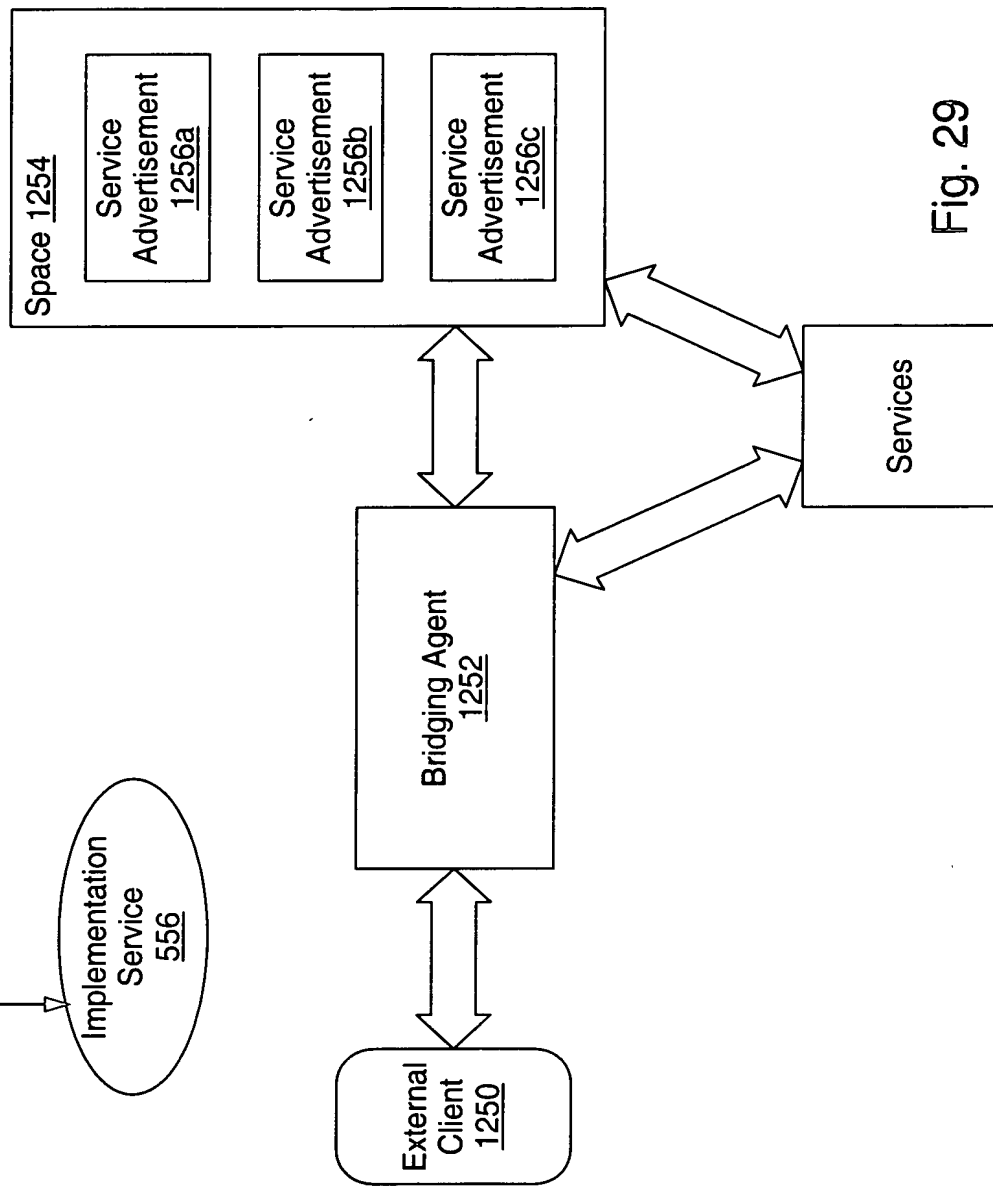 Implementation
Service
556
External
Client
1250
Bridging Agent
1252
Space 1254
Service
Advertisement
1256a
Service
Advertisement
1256b
Service
Advertisement
1256c
Services
Fig. 29